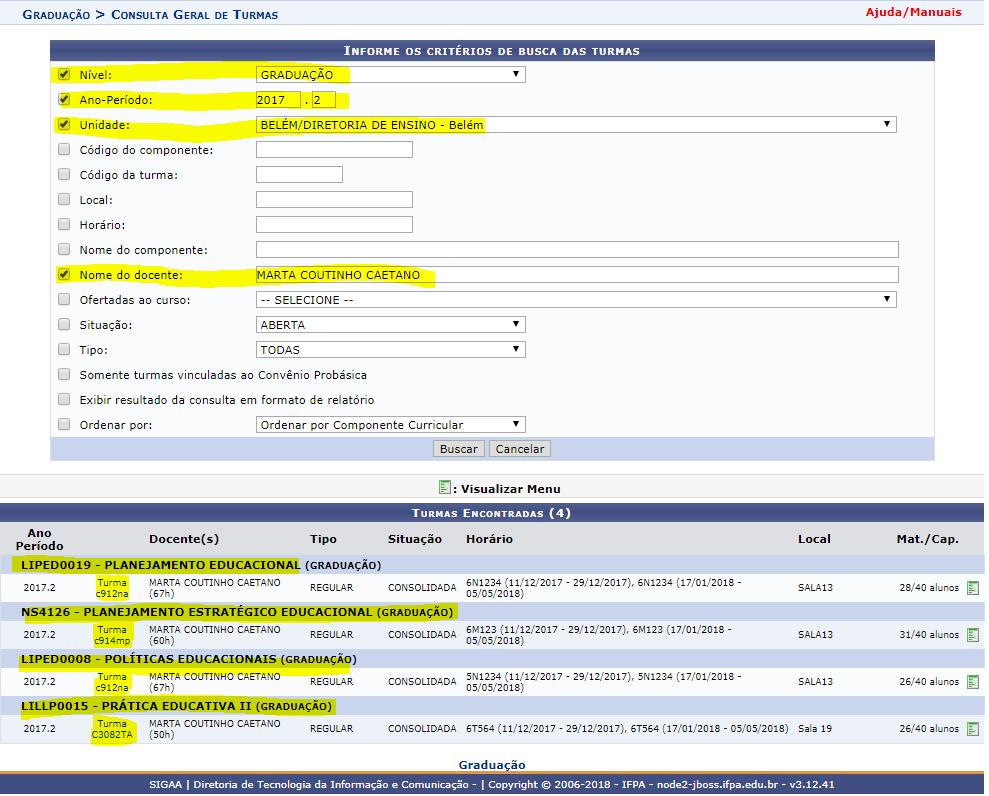 Graduação > Consulta Geral de Turmas
Ajuda/Manuais
Informe os critérios de busca das turmas
Nível: GRADUAÇÃO
Ano-Período: 2017 . 2
Unidade: BELÉM/DIRETORIA DE ENSINO - Belém
Código do componente:
Código da turma:
Local:
Horário:
Nome do componente:
Nome do docente: MARTA COUTINHO CAETANO
Ofertadas ao curso: -- SELECIONE --
Situação: ABERTA
Tipo: TODAS
Somente turmas vinculadas ao Convênio Probásica
Exibir resultado da consulta em formato de relatório
Ordenar por: Ordenar por Componente Curricular
Buscar Cancelar
: Visualizar Menu
Turmas Encontradas (4)
Ano Período Docente(s) Tipo Situação Horário Local Mat./Cap.
LIPED0019 - PLANEJAMENTO EDUCACIONAL (GRADUAÇÃO)
2017.2 Turma c912na MARTA COUTINHO CAETANO (67h) REGULAR CONSOLIDADA 6N1234 (11/12/2017 - 29/12/2017), 6N1234 (17/01/2018 - 05/05/2018) SALA13 28/40 alunos
NS4126 - PLANEJAMENTO ESTRATÉGICO EDUCACIONAL (GRADUAÇÃO)
2017.2 Turma c914mp MARTA COUTINHO CAETANO (60h) REGULAR CONSOLIDADA 6M123 (11/12/2017 - 29/12/2017), 6M123 (17/01/2018 - 05/05/2018) SALA13 31/40 alunos
LIPED0008 - POLÍTICAS EDUCACIONAIS (GRADUAÇÃO)
2017.2 Turma c912na MARTA COUTINHO CAETANO (67h) REGULAR CONSOLIDADA 5N1234 (11/12/2017 - 29/12/2017), 5N1234 (17/01/2018 - 05/05/2018) SALA13 26/40 alunos
LILLP0015 - PRÁTICA EDUCATIVA II (GRADUAÇÃO)
2017.2 Turma C3082TA MARTA COUTINHO CAETANO (50h) REGULAR CONSOLIDADA 6T564 (11/12/2017 - 29/12/2017), 6T564 (17/01/2018 - 05/05/2018) Sala 19 26/40 alunos
Graduação
SIGAA | Diretoria de Tecnologia da Informação e Comunicação - | Copyright © 2006-2018 - IFPA - node2-jboss.ifpa.edu.br - v3.12.41